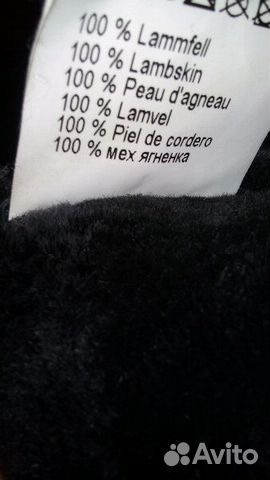 100 % Lammfell
100 % Lambskin
100 % Peau d'agneau
100 % Lamvel
100 % Piel de cordero
100 % мех ягненка
Avito